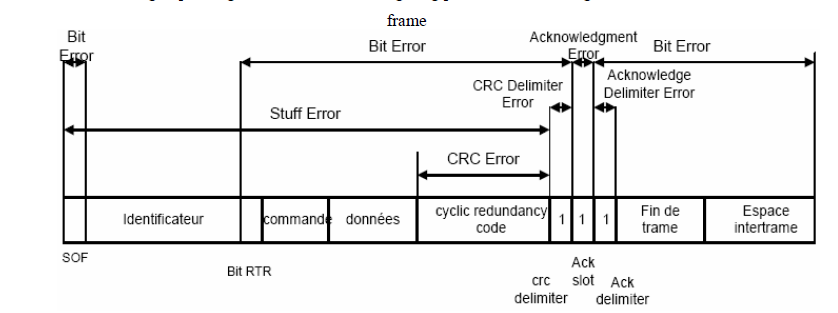 frame
Bit
Error
Bit Error
Acknowledgment
Error
Bit Error
CRC Delimiter
Error
Acknowledge
Delimiter Error
Stuff Error
CRC Error
Identificateur
commande
données
cyclic redundancy
code
1
1
1
Fin de
trame
Espace
intertrame
SOF
Bit RTR
crc
delimiter
Ack
slot
Ack
delimiter